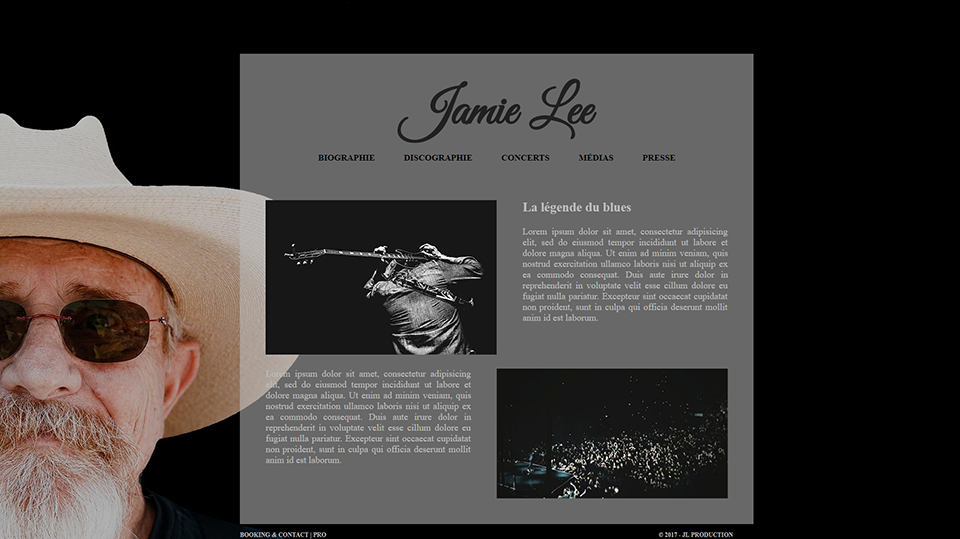 Jamie Lee
BIOGRAPHIE DISCOGRAPHIE CONCERTS MÉDIAS PRESSE
La légende du blues
Lorem ipsum dolor sit amet, consectetur adipisicing
elit, sed do eiusmod tempor incididunt ut labore et
dolore magna aliqua. Ut enim ad minim veniam, quis
nostrud exercitation ullamco laboris nisi ut aliquip ex
ea commodo consequat. Duis aute irure dolor in
reprehenderit in voluptate velit esse cillum dolore eu
fugiat nulla pariatur. Excepteur sint occaecat cupidatat
non proident, sunt in culpa qui officia deserunt mollit
anim id est laborum.
Lorem ipsum dolor sit amet, consectetur adipisicing
elit, sed do eiusmod tempor incididunt ut labore et
dolore magna aliqua. Ut enim ad minim veniam, quis
nostrud exercitation ullamco laboris nisi ut aliquip ex
ea commodo consequat. Duis aute irure dolor in
reprehenderit in voluptate velit esse cillum dolore eu
fugiat nulla pariatur. Excepteur sint occaecat cupidatat
non proident, sunt in culpa qui officia deserunt mollit
anim id est laborum.
BOOKING & CONTACT | PRO
© 2017 - JL PRODUCTION